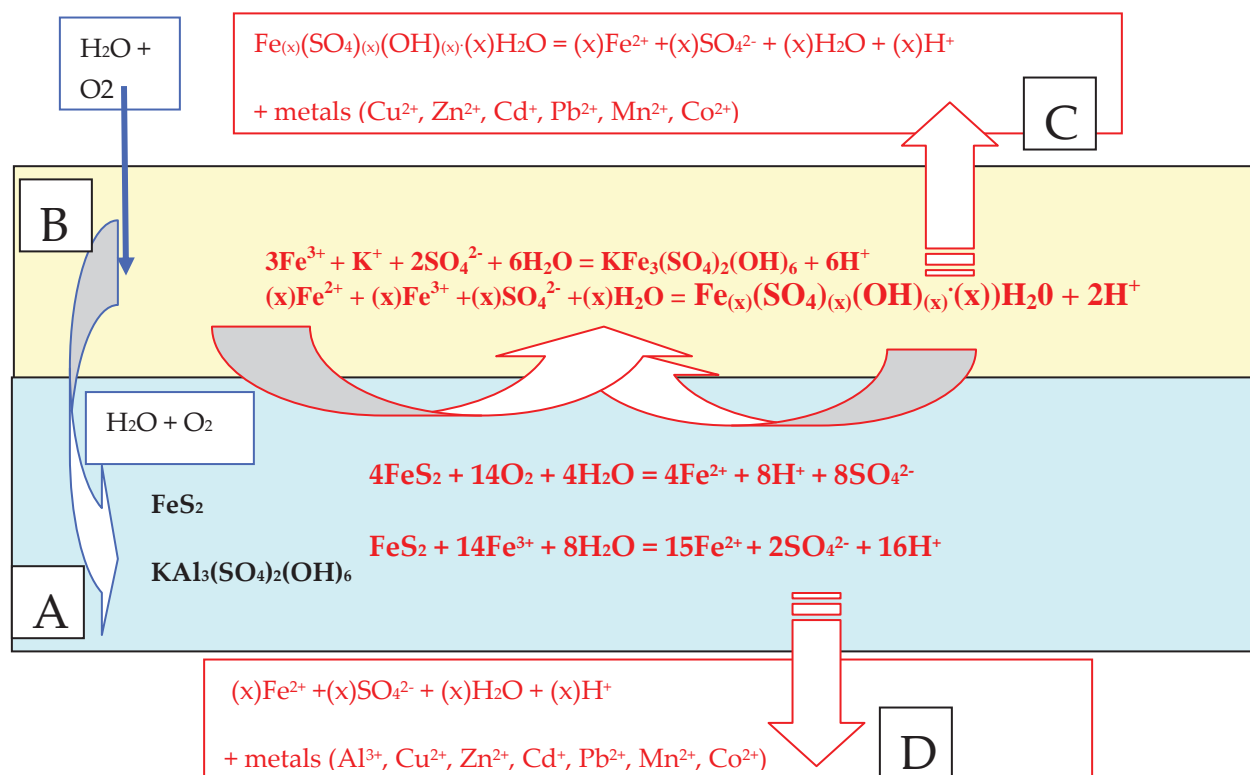 H₂O +
O2
Fe₍ₓ₎(SO₄)₍ₓ₎(OH)₍ₓ₎·(x)H₂O = (x)Fe²⁺ +(x)SO₄²⁻ + (x)H₂O + (x)H⁺
+ metals (Cu²⁺, Zn²⁺, Cd⁺, Pb²⁺, Mn²⁺, Co²⁺)
C
B
3Fe³⁺ + K⁺ + 2SO₄²⁻ + 6H₂O = KFe₃(SO₄)₂(OH)₆ + 6H⁺
(x)Fe²⁺ + (x)Fe³⁺ +(x)SO₄²⁻ +(x)H₂O = Fe₍ₓ₎(SO₄)₍ₓ₎(OH)₍ₓ₎·(x))H₂0 + 2H⁺
H₂O + O₂
4FeS₂ + 14O₂ + 4H₂O = 4Fe²⁺ + 8H⁺ + 8SO₄²⁻
FeS₂
FeS₂ + 14Fe³⁺ + 8H₂O = 15Fe²⁺ + 2SO₄²⁻ + 16H⁺
KAl₃(SO₄)₂(OH)₆
A
(x)Fe²⁺ +(x)SO₄²⁻ + (x)H₂O + (x)H⁺
+ metals (Al³⁺, Cu²⁺, Zn²⁺, Cd⁺, Pb²⁺, Mn²⁺, Co²⁺)
D